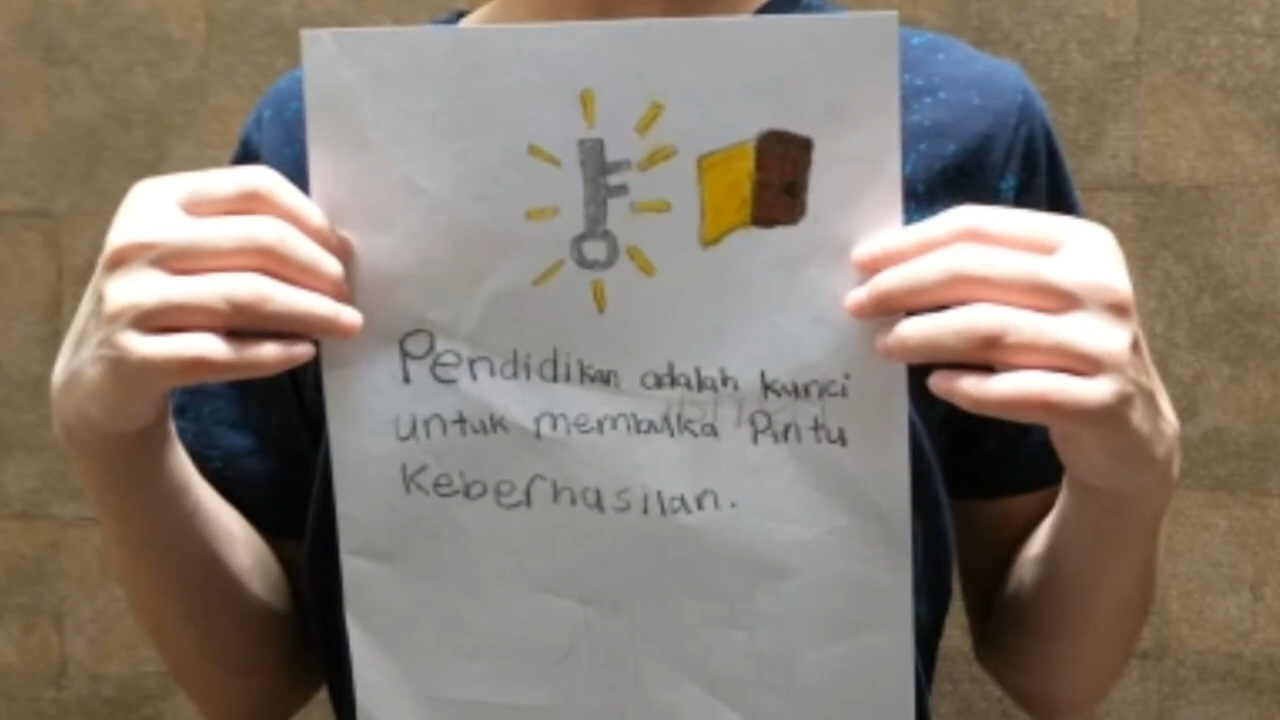 Pendidikan adalah kunci
untuk membuka Pintu
Keberhasilan.